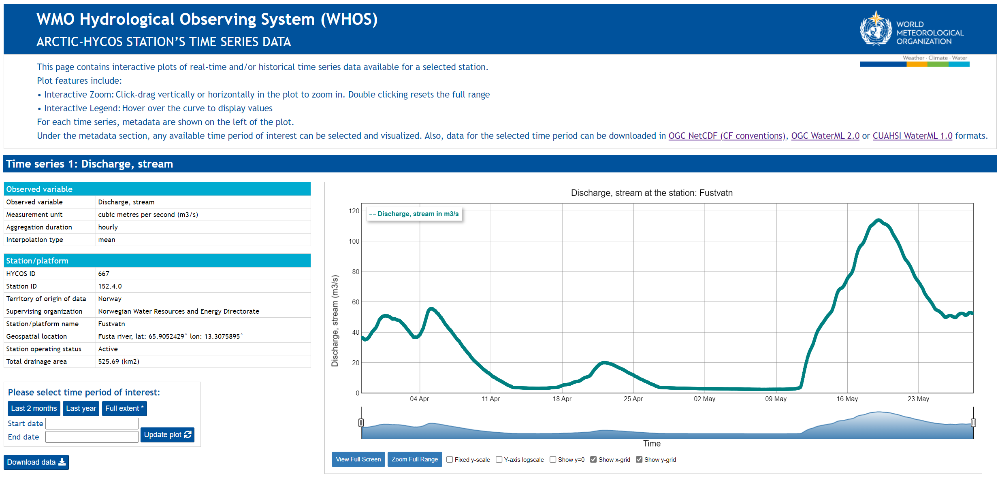 WMO Hydrological Observing System (WHOS)
ARCTIC-HYCOS STATION'S TIME SERIES DATA
WORLD
METEOROLOGICAL
ORGANIZATION
Weather · Climate · Water
This page contains interactive plots of real-time and/or historical time series data available for a selected station.
Plot features include:
• Interactive Zoom: Click-drag vertically or horizontally in the plot to zoom in. Double clicking resets the full range
• Interactive Legend: Hover over the curve to display values
For each time series, metadata are shown on the left of the plot.
Under the metadata section, any available time period of interest can be selected and visualized. Also, data for the selected time period can be downloaded in OGC NetCDF (CF conventions), OGC WaterML 2.0 or CUAHSI WaterML 1.0 formats.
Time series 1: Discharge, stream
Observed variable
Observed variable Discharge, stream
Measurement unit cubic metres per second (m3/s)
Aggregation duration hourly
Interpolation type mean
Station/platform
HYCOS ID 667
Station ID 152.4.0
Territory of origin of data Norway
Supervising organization Norwegian Water Resources and Energy Directorate
Station/platform name Fustvatn
Geospatial location Fusta river, lat: 65.9052429° lon: 13.3075895°
Station operating status Active
Total drainage area 525.69 (km2)
Please select time period of interest:
Last 2 months Last year Full extent *
Start date
End date
Update plot
Download data
Discharge, stream at the station: Fustvatn
-- Discharge, stream in m3/s
Discharge, stream (m3/s)
120
100
80
60
40
20
0
04 Apr 11 Apr 18 Apr 25 Apr 02 May 09 May 16 May 23 May
Time
View Full Screen Zoom Full Range Fixed y-scale Y-axis logscale Show y=0 Show x-grid Show y-grid